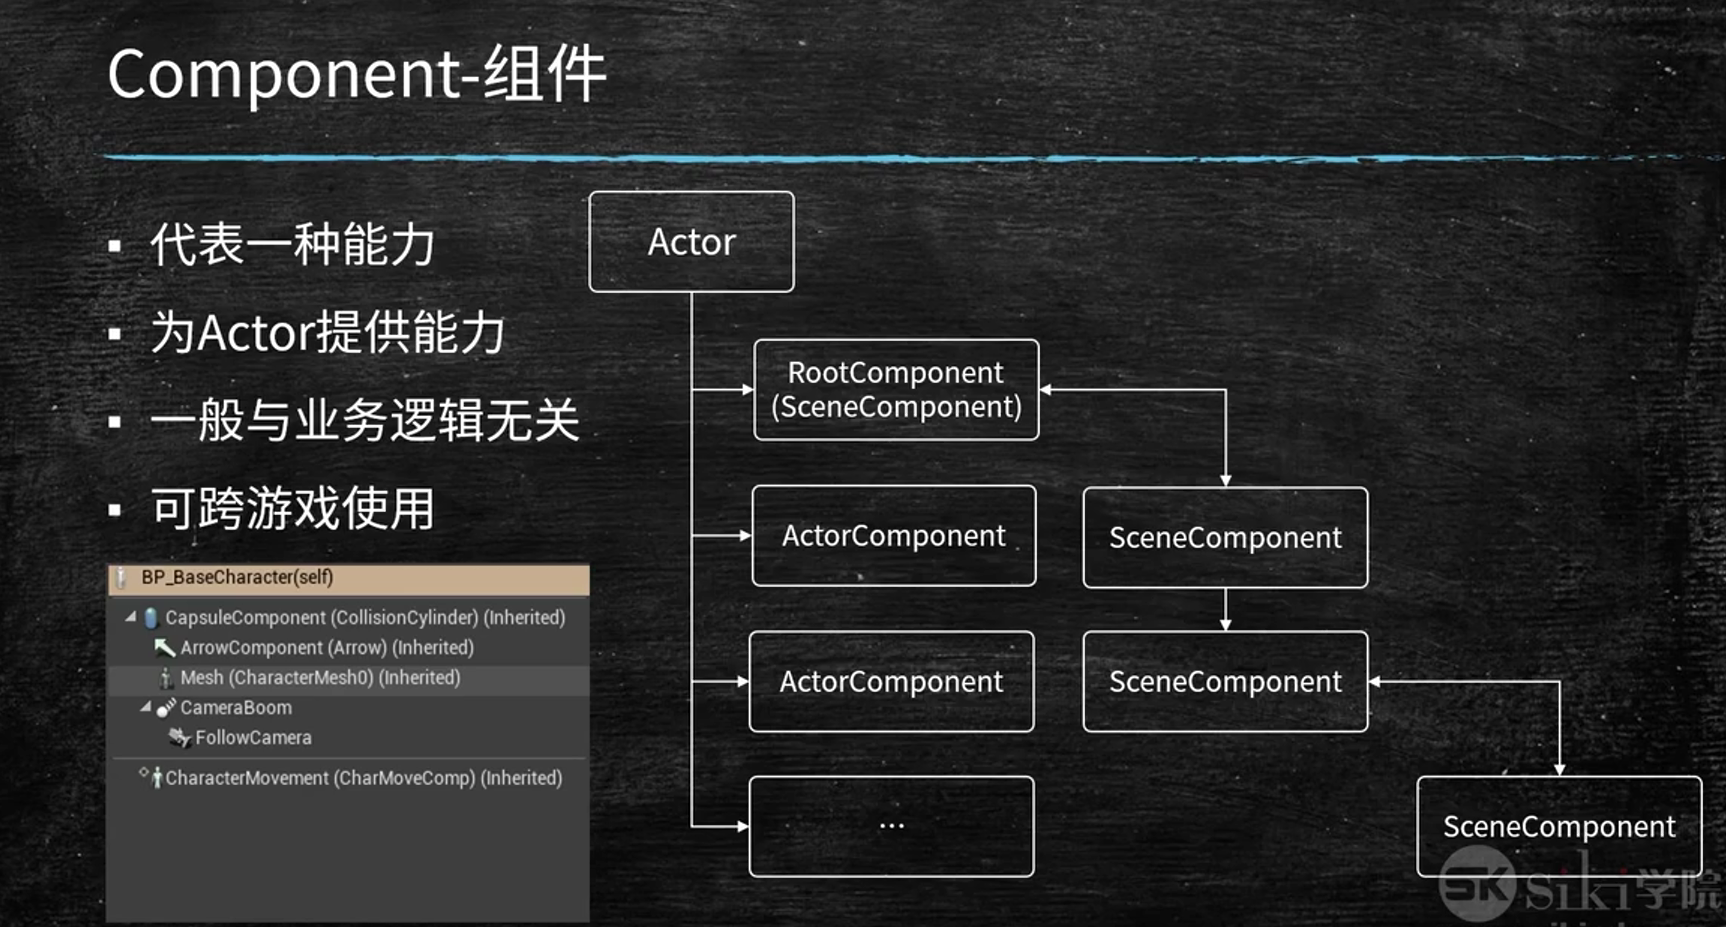 Component-组件
代表一种能力
为Actor提供能力
一般与业务逻辑无关
可跨游戏使用
BP_BaseCharacter(self)
CapsuleComponent (CollisionCylinder) (Inherited)
ArrowComponent (Arrow) (Inherited)
Mesh (CharacterMesh0) (Inherited)
CameraBoom
FollowCamera
CharacterMovement (CharMoveComp) (Inherited)
Actor
RootComponent
(SceneComponent)
ActorComponent
SceneComponent
ActorComponent
SceneComponent
...
SceneComponent
SK siki学院